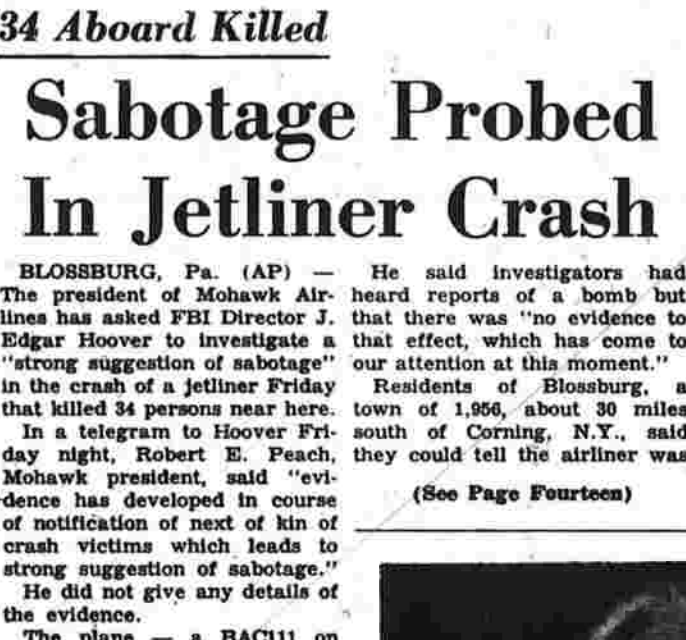 34 Aboard Killed
Sabotage Probed
In Jetliner Crash
BLOSSBURG, Pa. (AP) —
The president of Mohawk Air-
lines has asked FBI Director J.
Edgar Hoover to investigate a
"strong suggestion of sabotage"
in the crash of a jetliner Friday
that killed 34 persons near here.
In a telegram to Hoover Fri-
day night, Robert E. Peach,
Mohawk president, said "evi-
dence has developed in course
of notification of next of kin of
crash victims which leads to
strong suggestion of sabotage."
He did not give any details of
the evidence.
The plane — a BAC111 on
He said investigators had
heard reports of a bomb but
that there was "no evidence to
that effect, which has come to
our attention at this moment."
Residents of Blossburg, a
town of 1,956, about 30 miles
south of Corning, N.Y., said
they could tell the airliner was
(See Page Fourteen)